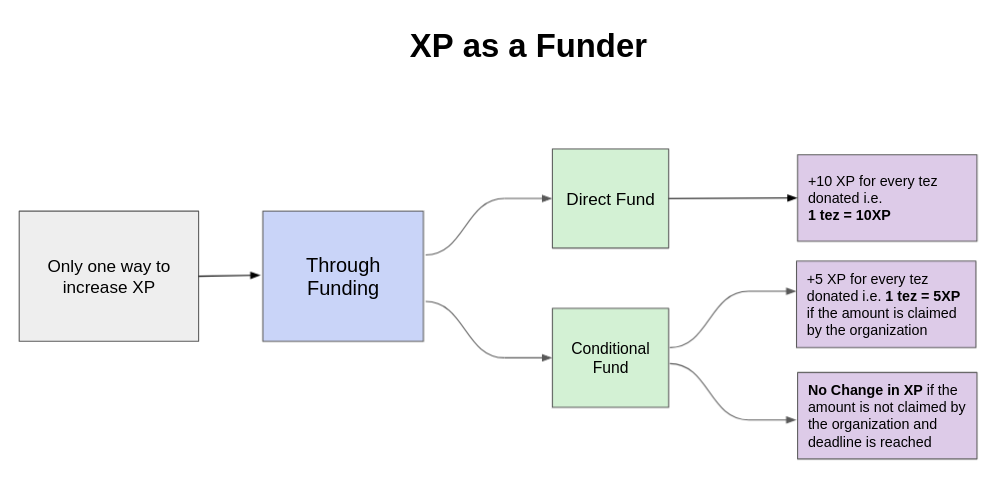 XP as a Funder
Only one way to
increase XP
Through
Funding
Direct Fund
+10 XP for every tez
donated i.e.
1 tez = 10XP
Conditional
Fund
+5 XP for every tez
donated i.e. 1 tez = 5XP
if the amount is claimed
by the organization
No Change in XP if the
amount is not claimed by
the organization and
deadline is reached